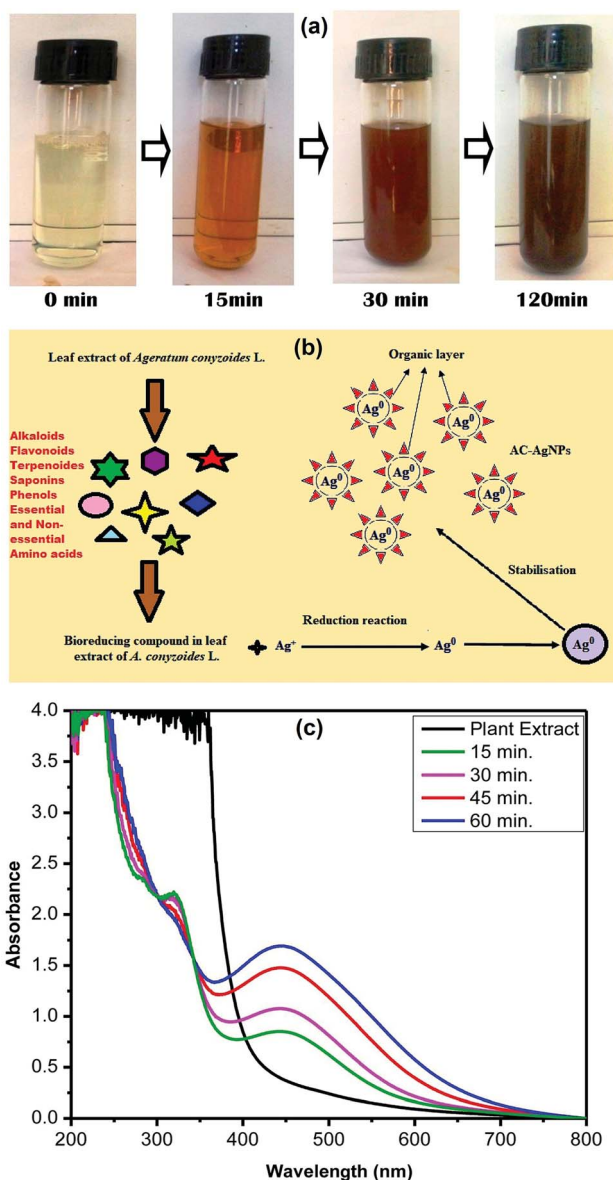 (a)
0 min
15min
30 min
120min
(b)
Leaf extract of Ageratum conyzoides L.
Alkaloids
Flavonoids
Terpenoides
Saponins
Phenols
Essential
and Non-
essential
Amino acids
Bioreducing compound in leaf
extract of A. conyzoides L.
Ag⁺
Reduction reaction
Ag⁰
Ag⁰
Stabilisation
Organic layer
Ag⁰
Ag⁰
Ag⁰
Ag⁰
Ag⁰
Ag⁰
AC-AgNPs
(c)
Plant Extract
15 min.
30 min.
45 min.
60 min.
Absorbance
4.0
3.5
3.0
2.5
2.0
1.5
1.0
0.5
0.0
200 300 400 500 600 700 800
Wavelength (nm)